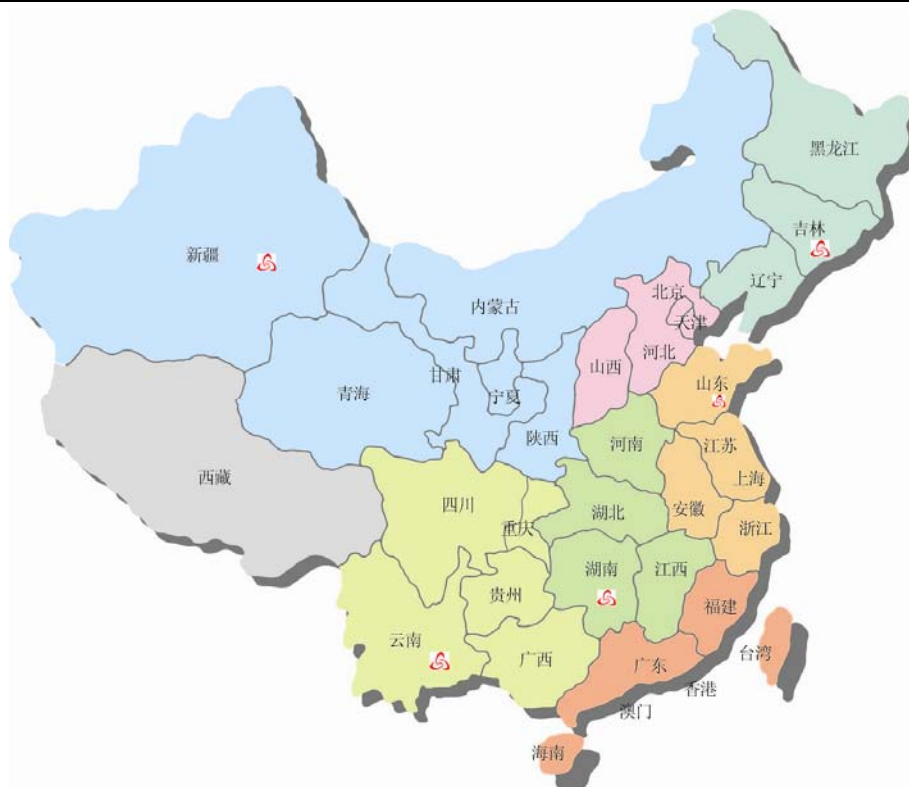 黑龙江
吉林
新疆
辽宁
北京
内蒙古
天津
河北
山西
甘肃
山东
青海
宁夏
陕西
河南
江苏
西藏
上海
四川
安徽
湖北
重庆
浙江
湖南
江西
贵州
福建
云南
台湾
广西
广东
香港
澳门
海南